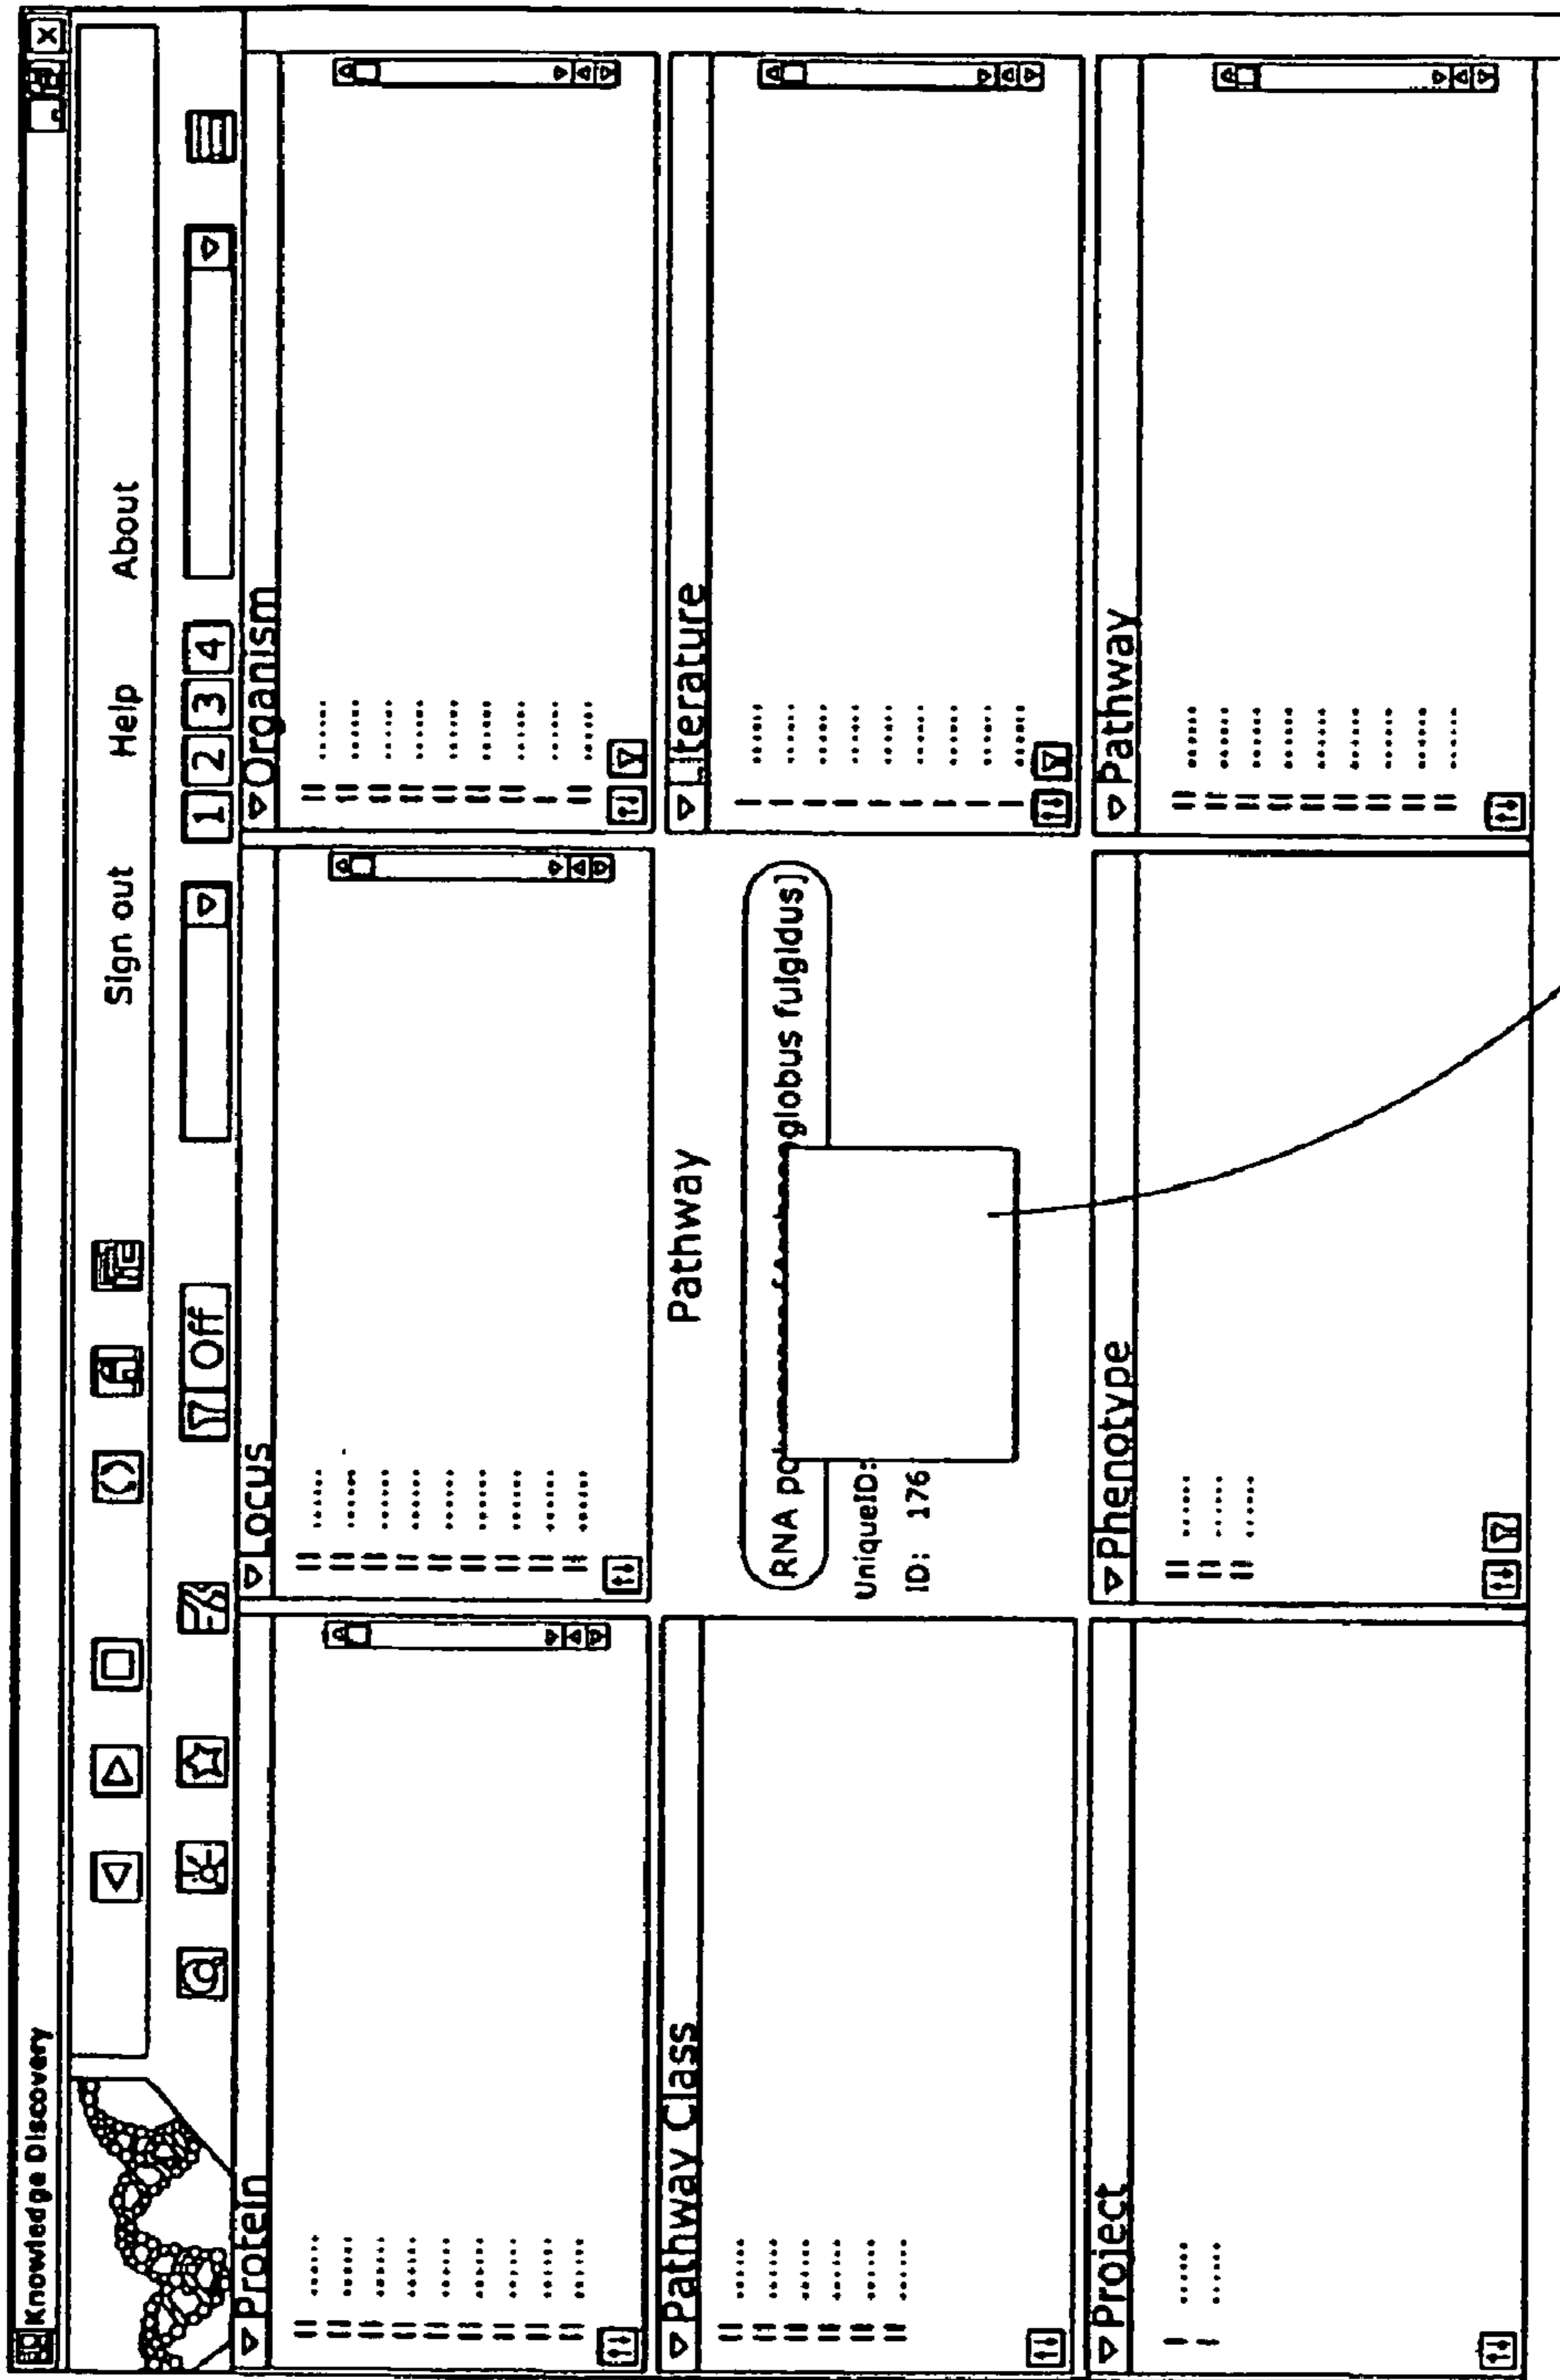 Knowledge Discovery
Sign out Help About
Off 1 2 3 4
Protein Locus Organism
Pathway Class Pathway Literature
RNA globus fulgidus]
UniqueID:
ID: 176
Project Phenotype Pathway